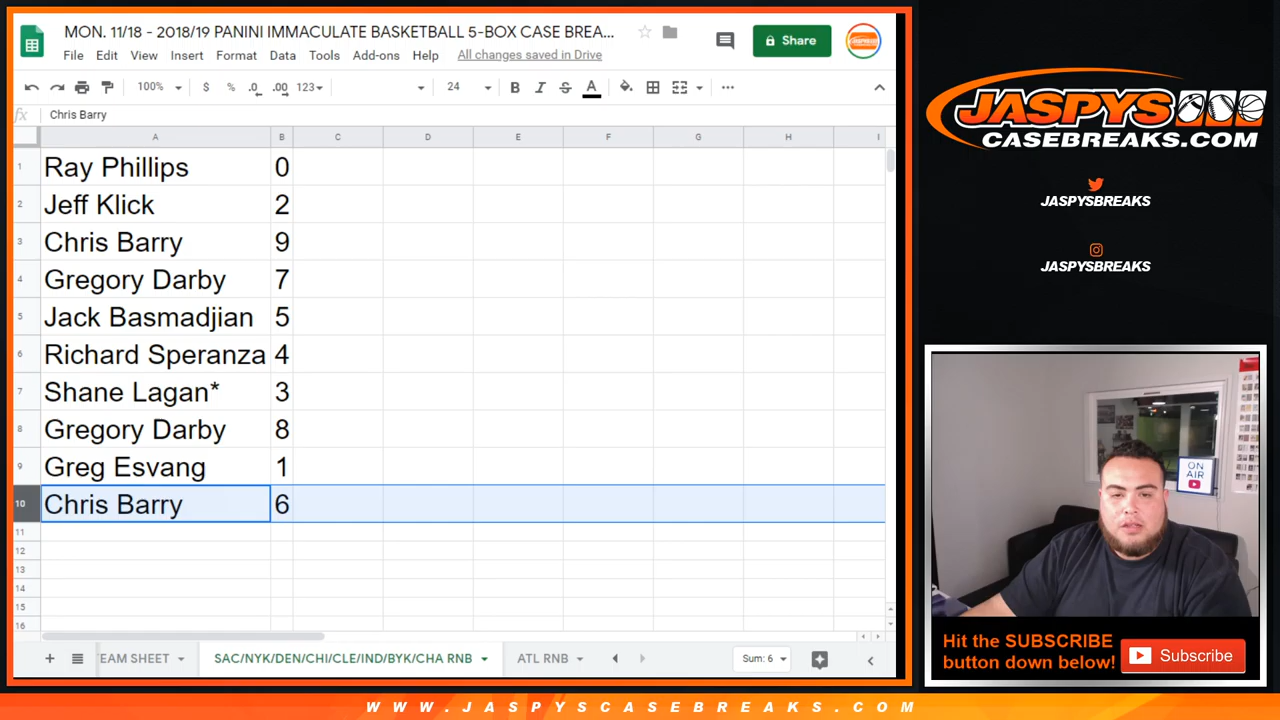 MON. 11/18 - 2018/19 PANINI IMMACULATE BASKETBALL 5-BOX CASE BREA...
Share
File Edit View Insert Format Data Tools Add-ons Help All changes saved in Drive
100% $ % .0 .00 123 24 B I S A
fx Chris Barry
A B C D E F G H I
1 Ray Phillips 0
2 Jeff Klick 2
3 Chris Barry 9
4 Gregory Darby 7
5 Jack Basmadjian 5
6 Richard Speranza 4
7 Shane Lagan* 3
8 Gregory Darby 8
9 Greg Esvang 1
10 Chris Barry 6
11
12
13
14
15
16
EAM SHEET SAC/NYK/DEN/CHI/CLE/IND/BYK/CHA RNB ATL RNB Sum: 6
JASPYS
CASEBREAKS.COM
JASPYSBREAKS
JASPYSBREAKS
ON
AIR
Hit the SUBSCRIBE
button down below!
Subscribe
WWW.JASPYSCASEBREAKS.COM